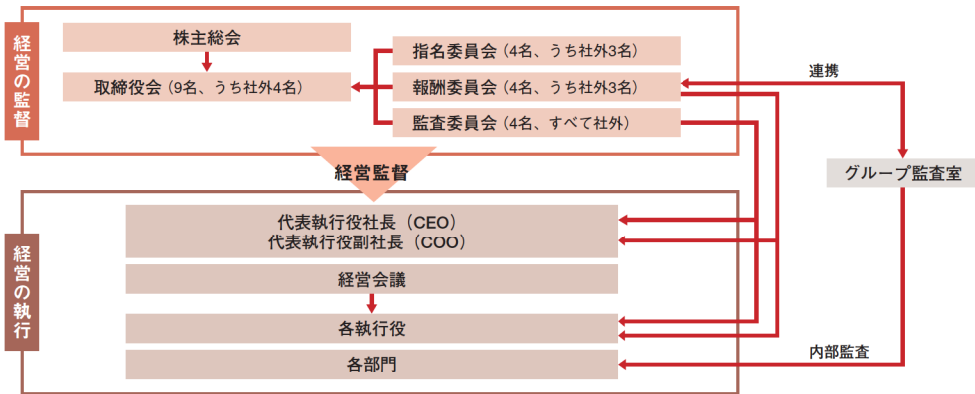 経営の監督
株主総会
取締役会（9名、うち社外4名）
指名委員会（4名、うち社外3名）
報酬委員会（4名、うち社外3名）
監査委員会（4名、すべて社外）
連携
グループ監査室
経営監督
経営の執行
代表執行役社長（CEO）
代表執行役副社長（COO）
経営会議
各執行役
各部門
内部監査